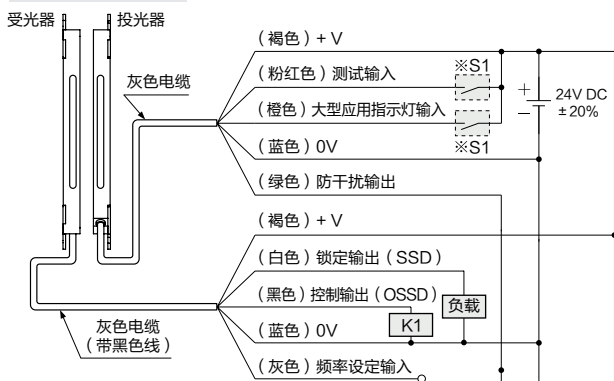 受光器 投光器
灰色电缆
（褐色）+ V
（粉红色）测试输入
※S1
（橙色）大型应用指示灯输入
※S1
（蓝色）0V
（绿色）防干扰输出
+
−
24V DC
±20%
（褐色）+ V
（白色）锁定输出（SSD）
（黑色）控制输出（OSSD）
负载
K1
（蓝色）0V
（灰色）频率设定输入
灰色电缆
（带黑色线）